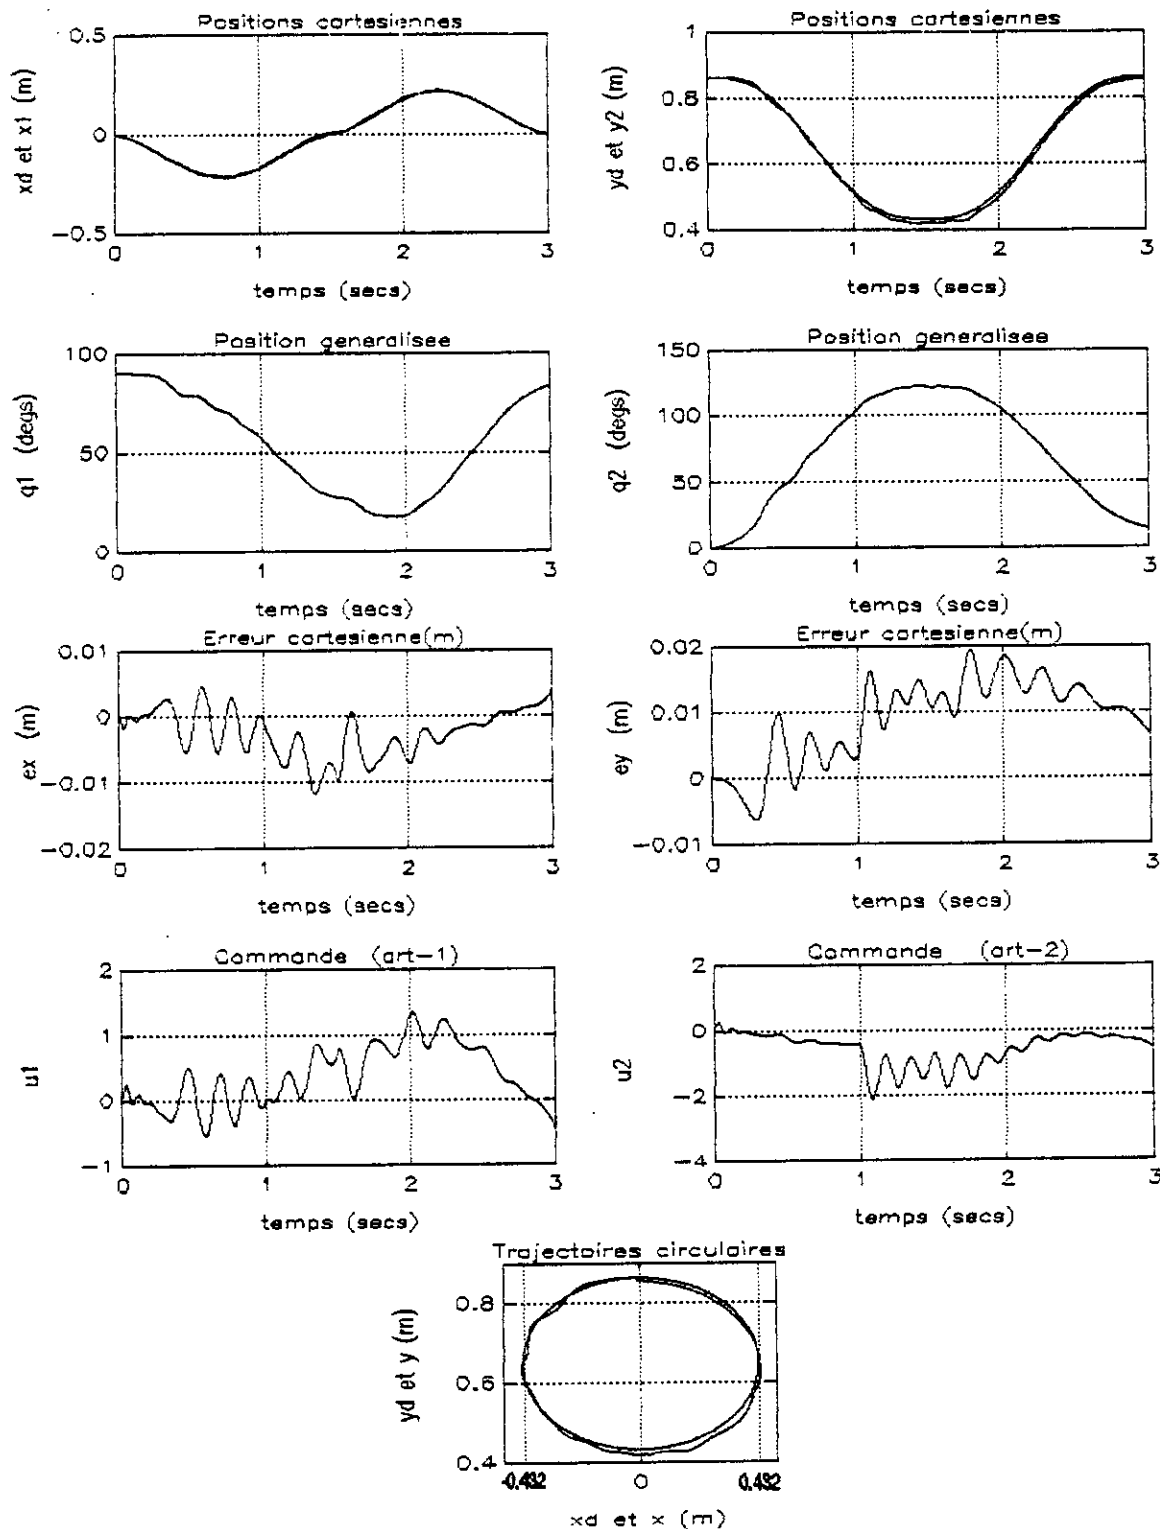 Positions cartesiennes
0.5
0
-0.5
xd et x1 (m)
0 1 2 3
temps (secs)
Positions cartesiennes
1
0.8
0.6
0.4
yd et y2 (m)
0 1 2 3
temps (secs)
Position generalisee
100
50
0
q1 (degs)
0 1 2 3
temps (secs)
Position generalisee
150
100
50
0
q2 (degs)
0 1 2 3
temps (secs)
Erreur cartesienne(m)
0.01
0
-0.01
-0.02
ex (m)
0 1 2 3
temps (secs)
Erreur cartesienne(m)
0.02
0.01
0
-0.01
ey (m)
0 1 2 3
temps (secs)
Commande (art-1)
2
1
0
-1
u1
0 1 2 3
temps (secs)
Commande (art-2)
2
0
-2
-4
u2
0 1 2 3
temps (secs)
Trajectoires circulaires
0.8
0.6
0.4
yd et y (m)
-0.432 0 0.432
xd et x (m)